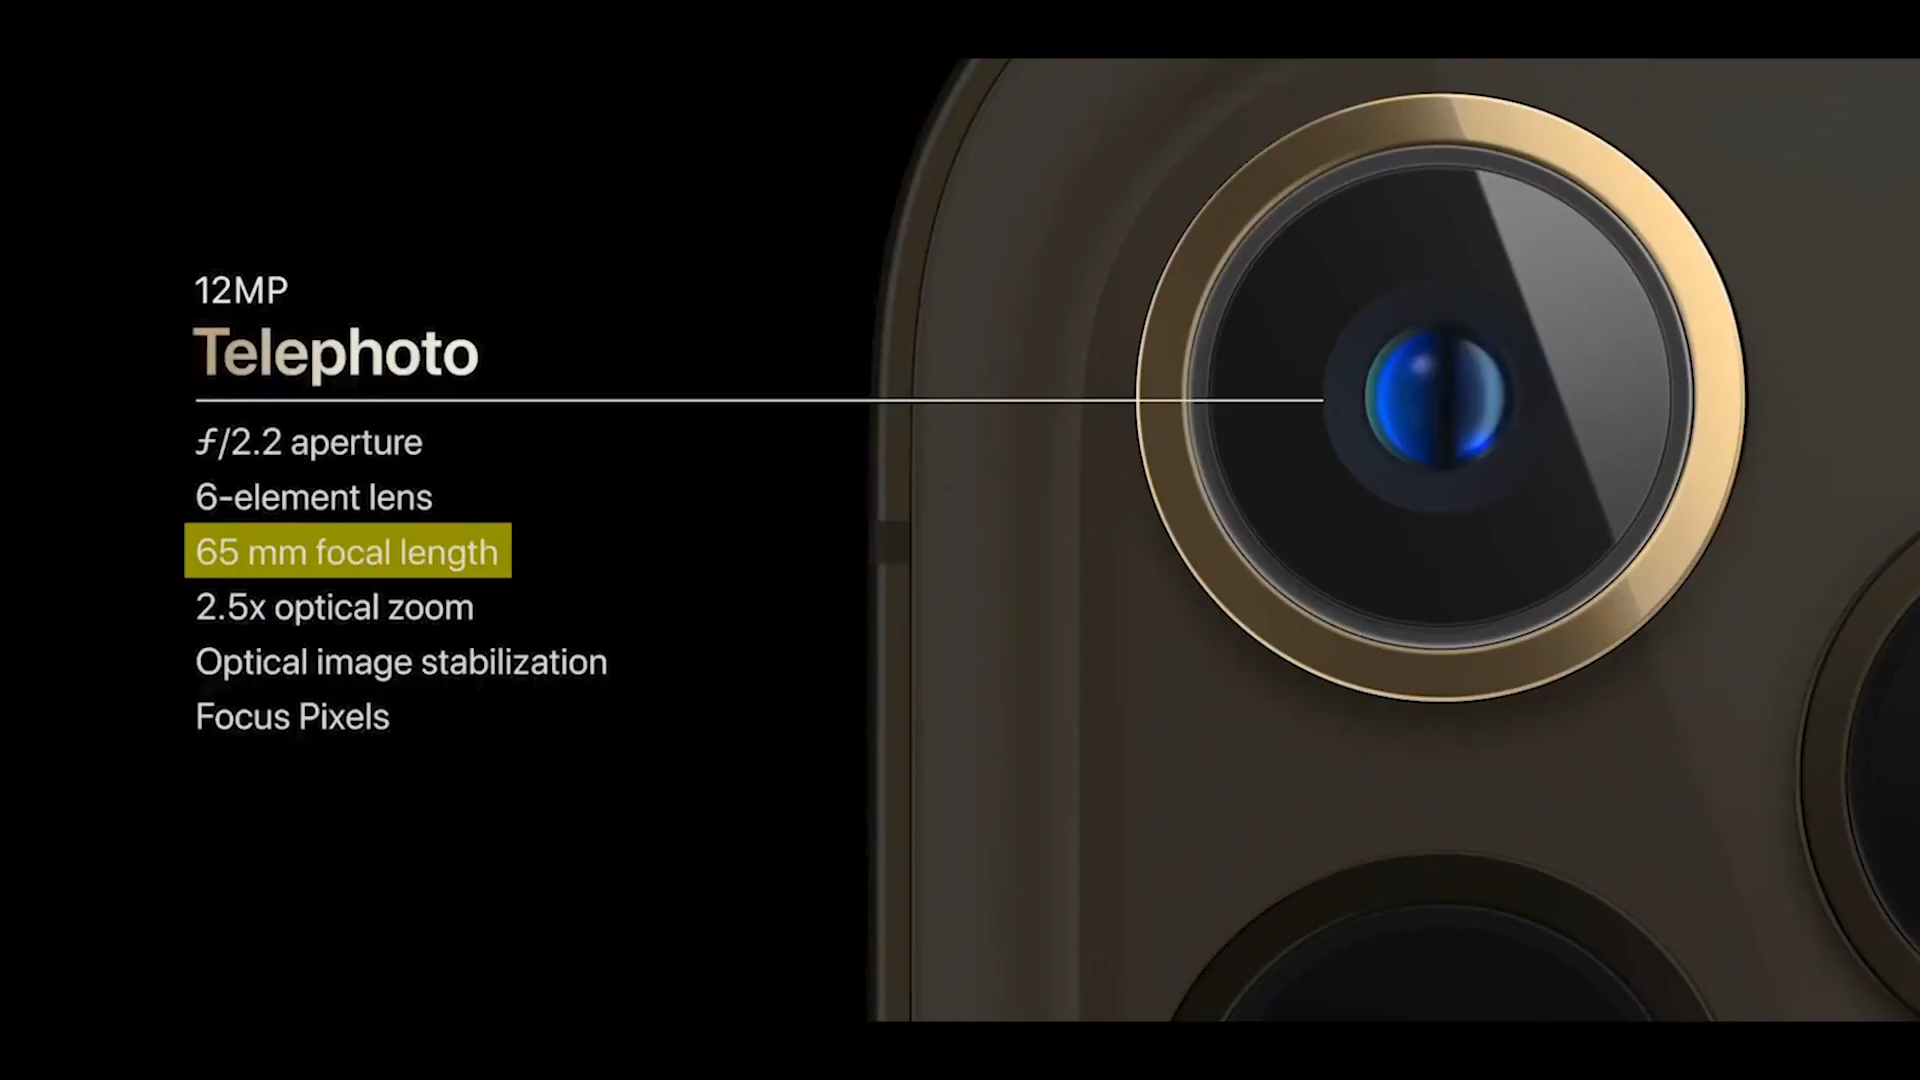 12MP
Telephoto
ƒ/2.2 aperture
6-element lens
65 mm focal length
2.5x optical zoom
Optical image stabilization
Focus Pixels